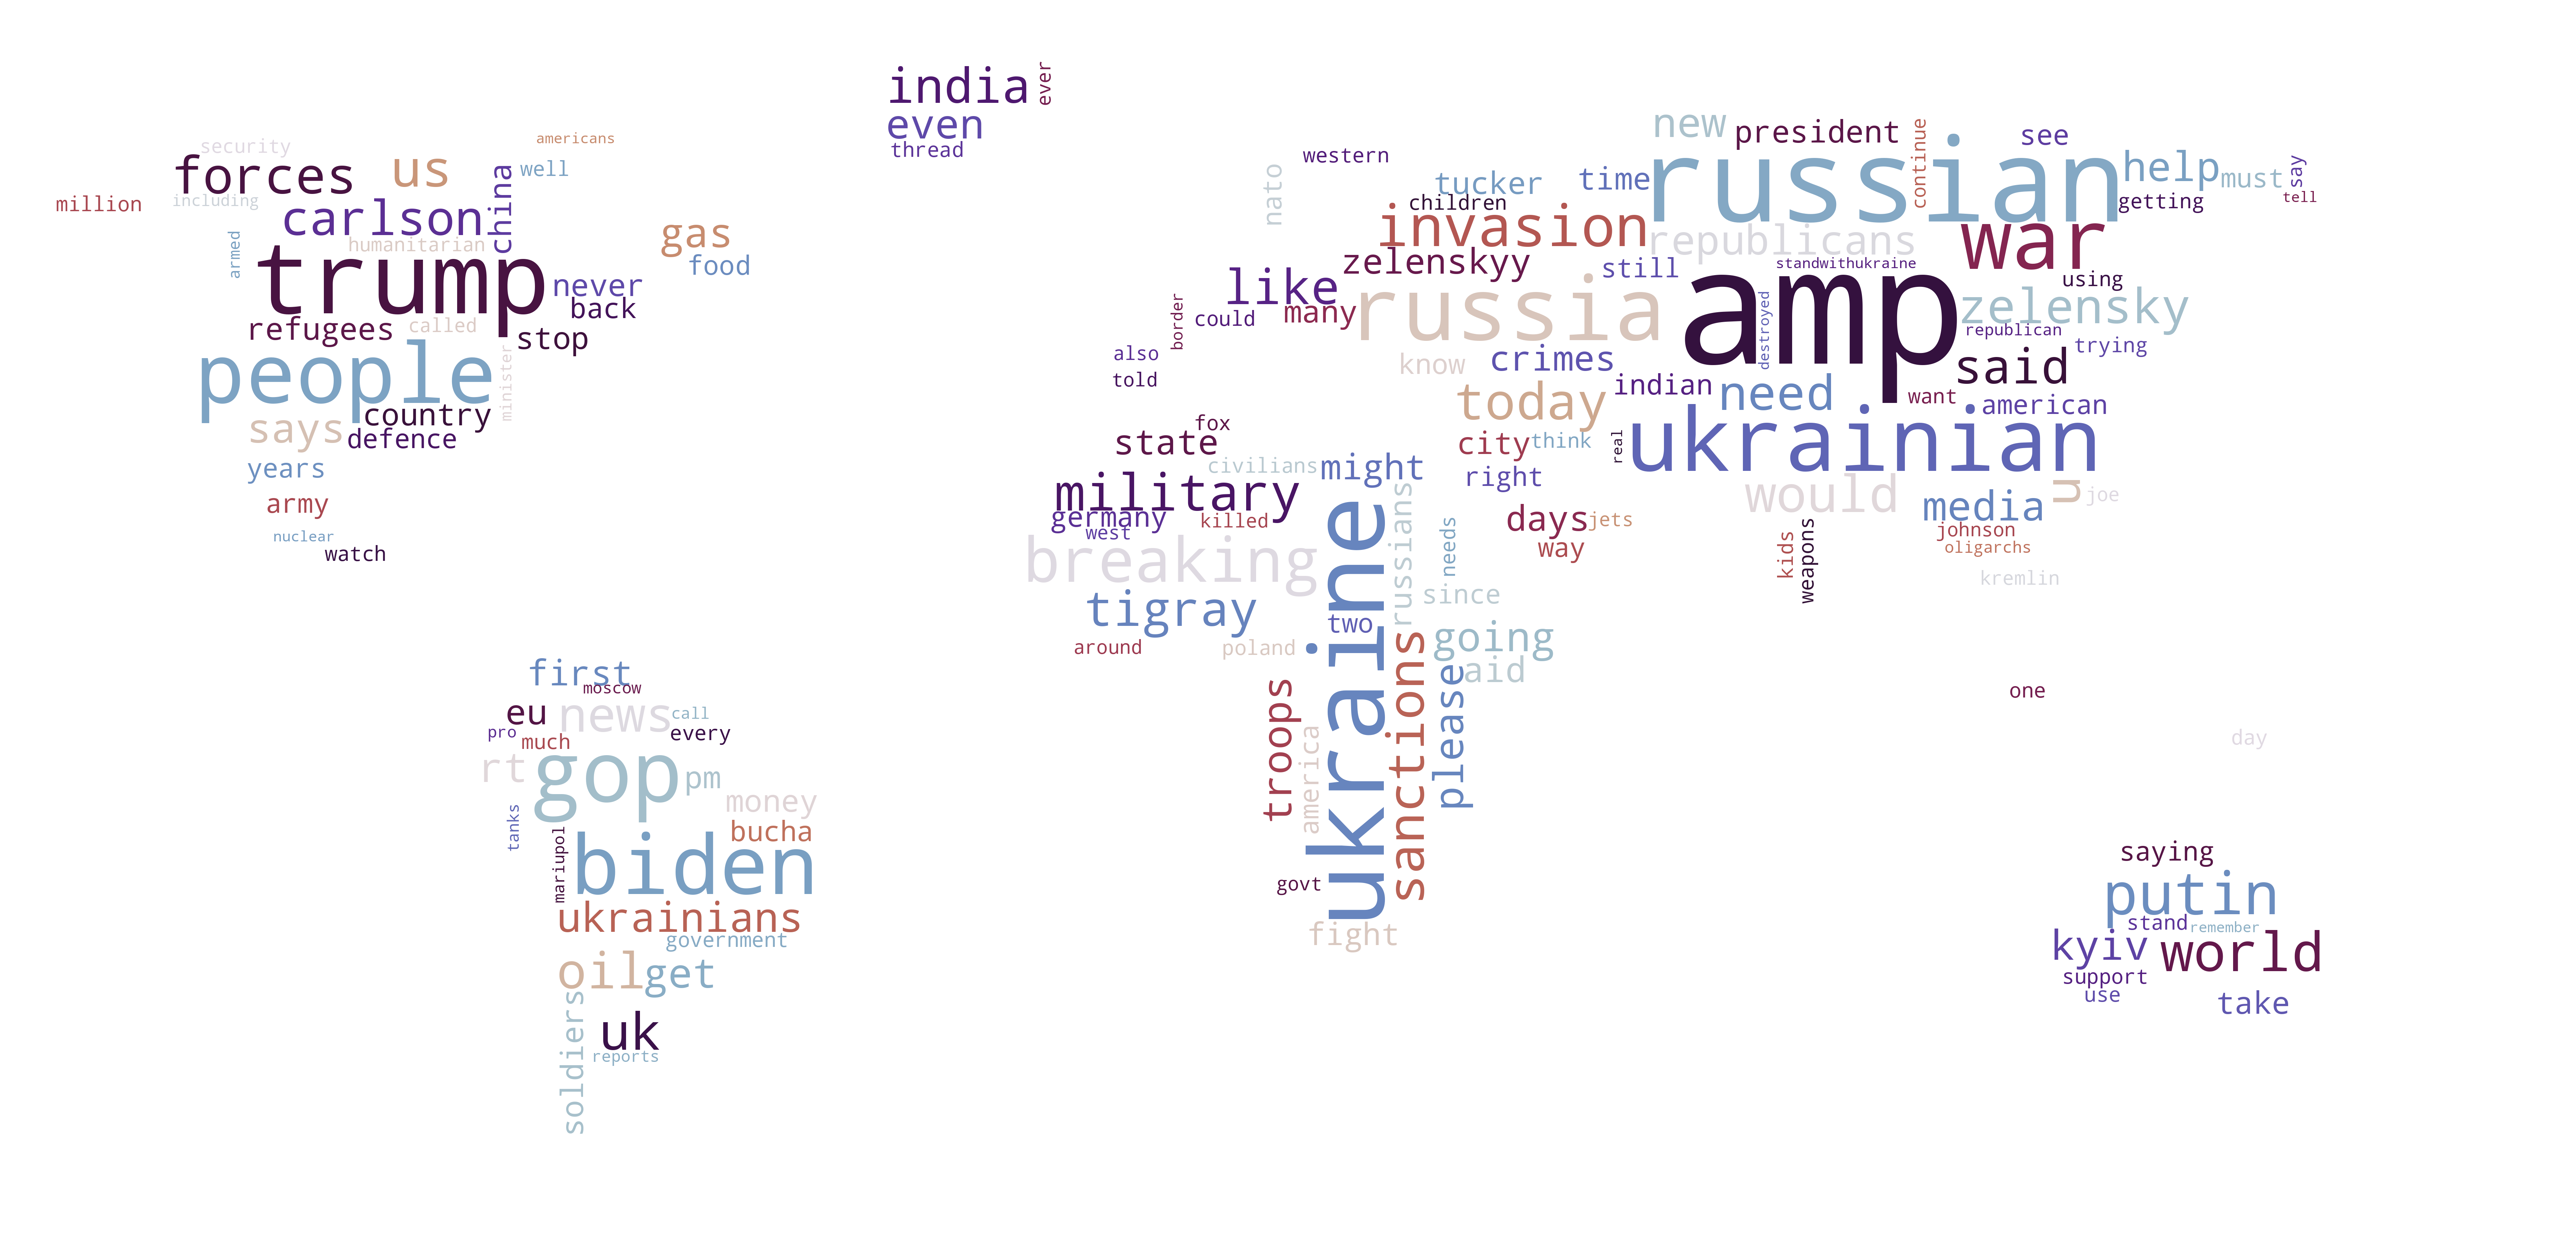 india
ever
even
thread
security
americans
forces
us
china
well
million
including
carlson
armed
humanitarian
gas
food
trump
never
back
refugees
called
stop
people
minister
country
says
defence
years
army
nuclear
watch
first
moscow
eu
news
call
pro
much
every
rt
gop
pm
money
tanks
bucha
mariupol
biden
ukrainians
government
oil
get
soldiers
uk
reports
western
nato
tucker
children
time
new
president
continue
see
russian
help
must
say
tell
getting
invasion
republicans
war
zelenskyy
still
standwithukraine
using
like
many
could
border
russia
amp
destroyed
zelensky
republican
trying
also
told
know
crimes
indian
need
said
want
american
today
fox
state
city
think
real
ukrainian
civilians
might
right
would
media
u
joe
military
germany
west
killed
russians
needs
days
jets
way
johnson
oligarchs
kids
weapons
kremlin
breaking
ukraine
since
tigray
two
going
around
poland
aid
sanctions
please
troops
america
govt
fight
one
day
saying
putin
stand
remember
kyiv
world
support
use
take